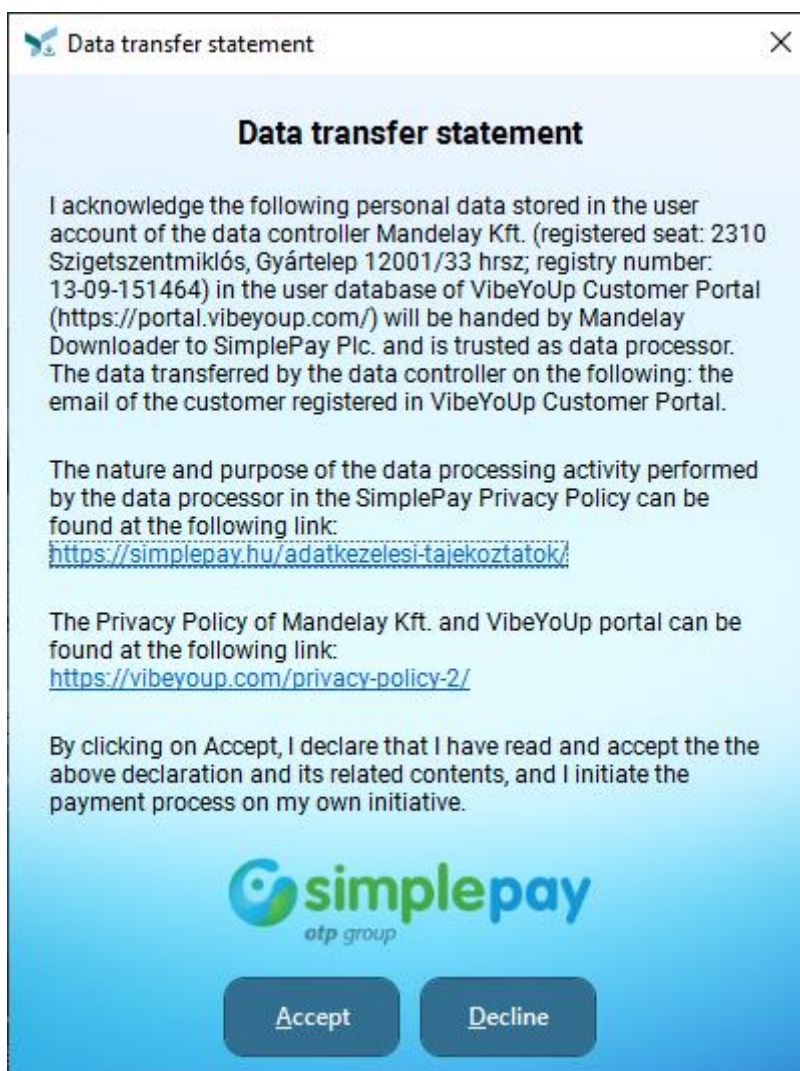 Data transfer statement
Data transfer statement
I acknowledge the following personal data stored in the user
account of the data controller Mandelay Kft. (registered seat: 2310
Szigetszentmiklós, Gyártelep 12001/33 hrsz; registry number:
13-09-151464) in the user database of VibeYoUp Customer Portal
(https://portal.vibeyoup.com/) will be handed by Mandelay
Downloader to SimplePay Plc. and is trusted as data processor.
The data transferred by the data controller on the following: the
email of the customer registered in VibeYoUp Customer Portal.
The nature and purpose of the data processing activity performed
by the data processor in the SimplePay Privacy Policy can be
found at the following link:
https://simplepay.hu/adatkezelesi-tajekoztatok/
The Privacy Policy of Mandelay Kft. and VibeYoUp portal can be
found at the following link:
https://vibeyoup.com/privacy-policy-2/
By clicking on Accept, I declare that I have read and accept the the
above declaration and its related contents, and I initiate the
payment process on my own initiative.
simplepay
otp group
Accept Decline